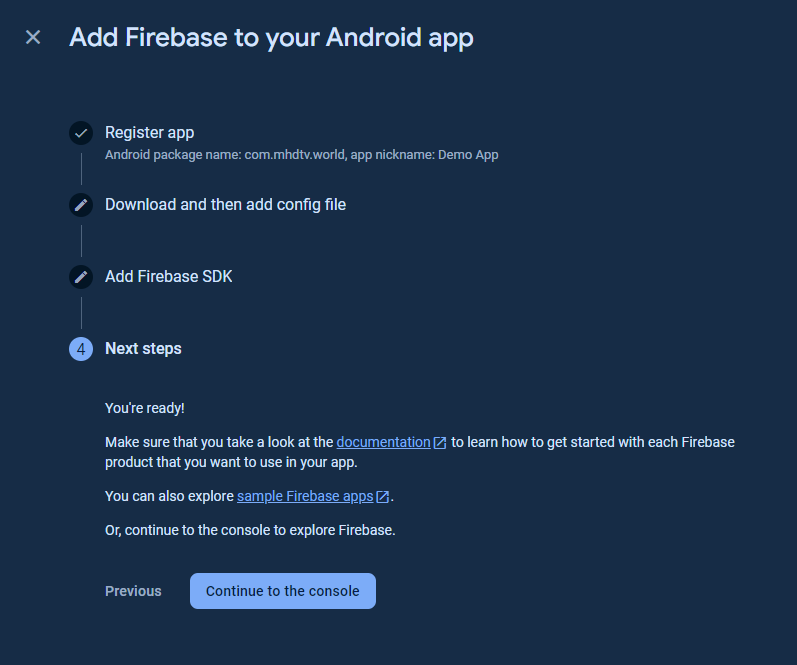 Add Firebase to your Android app
Register app
Android package name: com.mhdtv.world, app nickname: Demo App
Download and then add config file
Add Firebase SDK
4 Next steps
You're ready!
Make sure that you take a look at the documentation to learn how to get started with each Firebase
product that you want to use in your app.
You can also explore sample Firebase apps.
Or, continue to the console to explore Firebase.
Previous Continue to the console